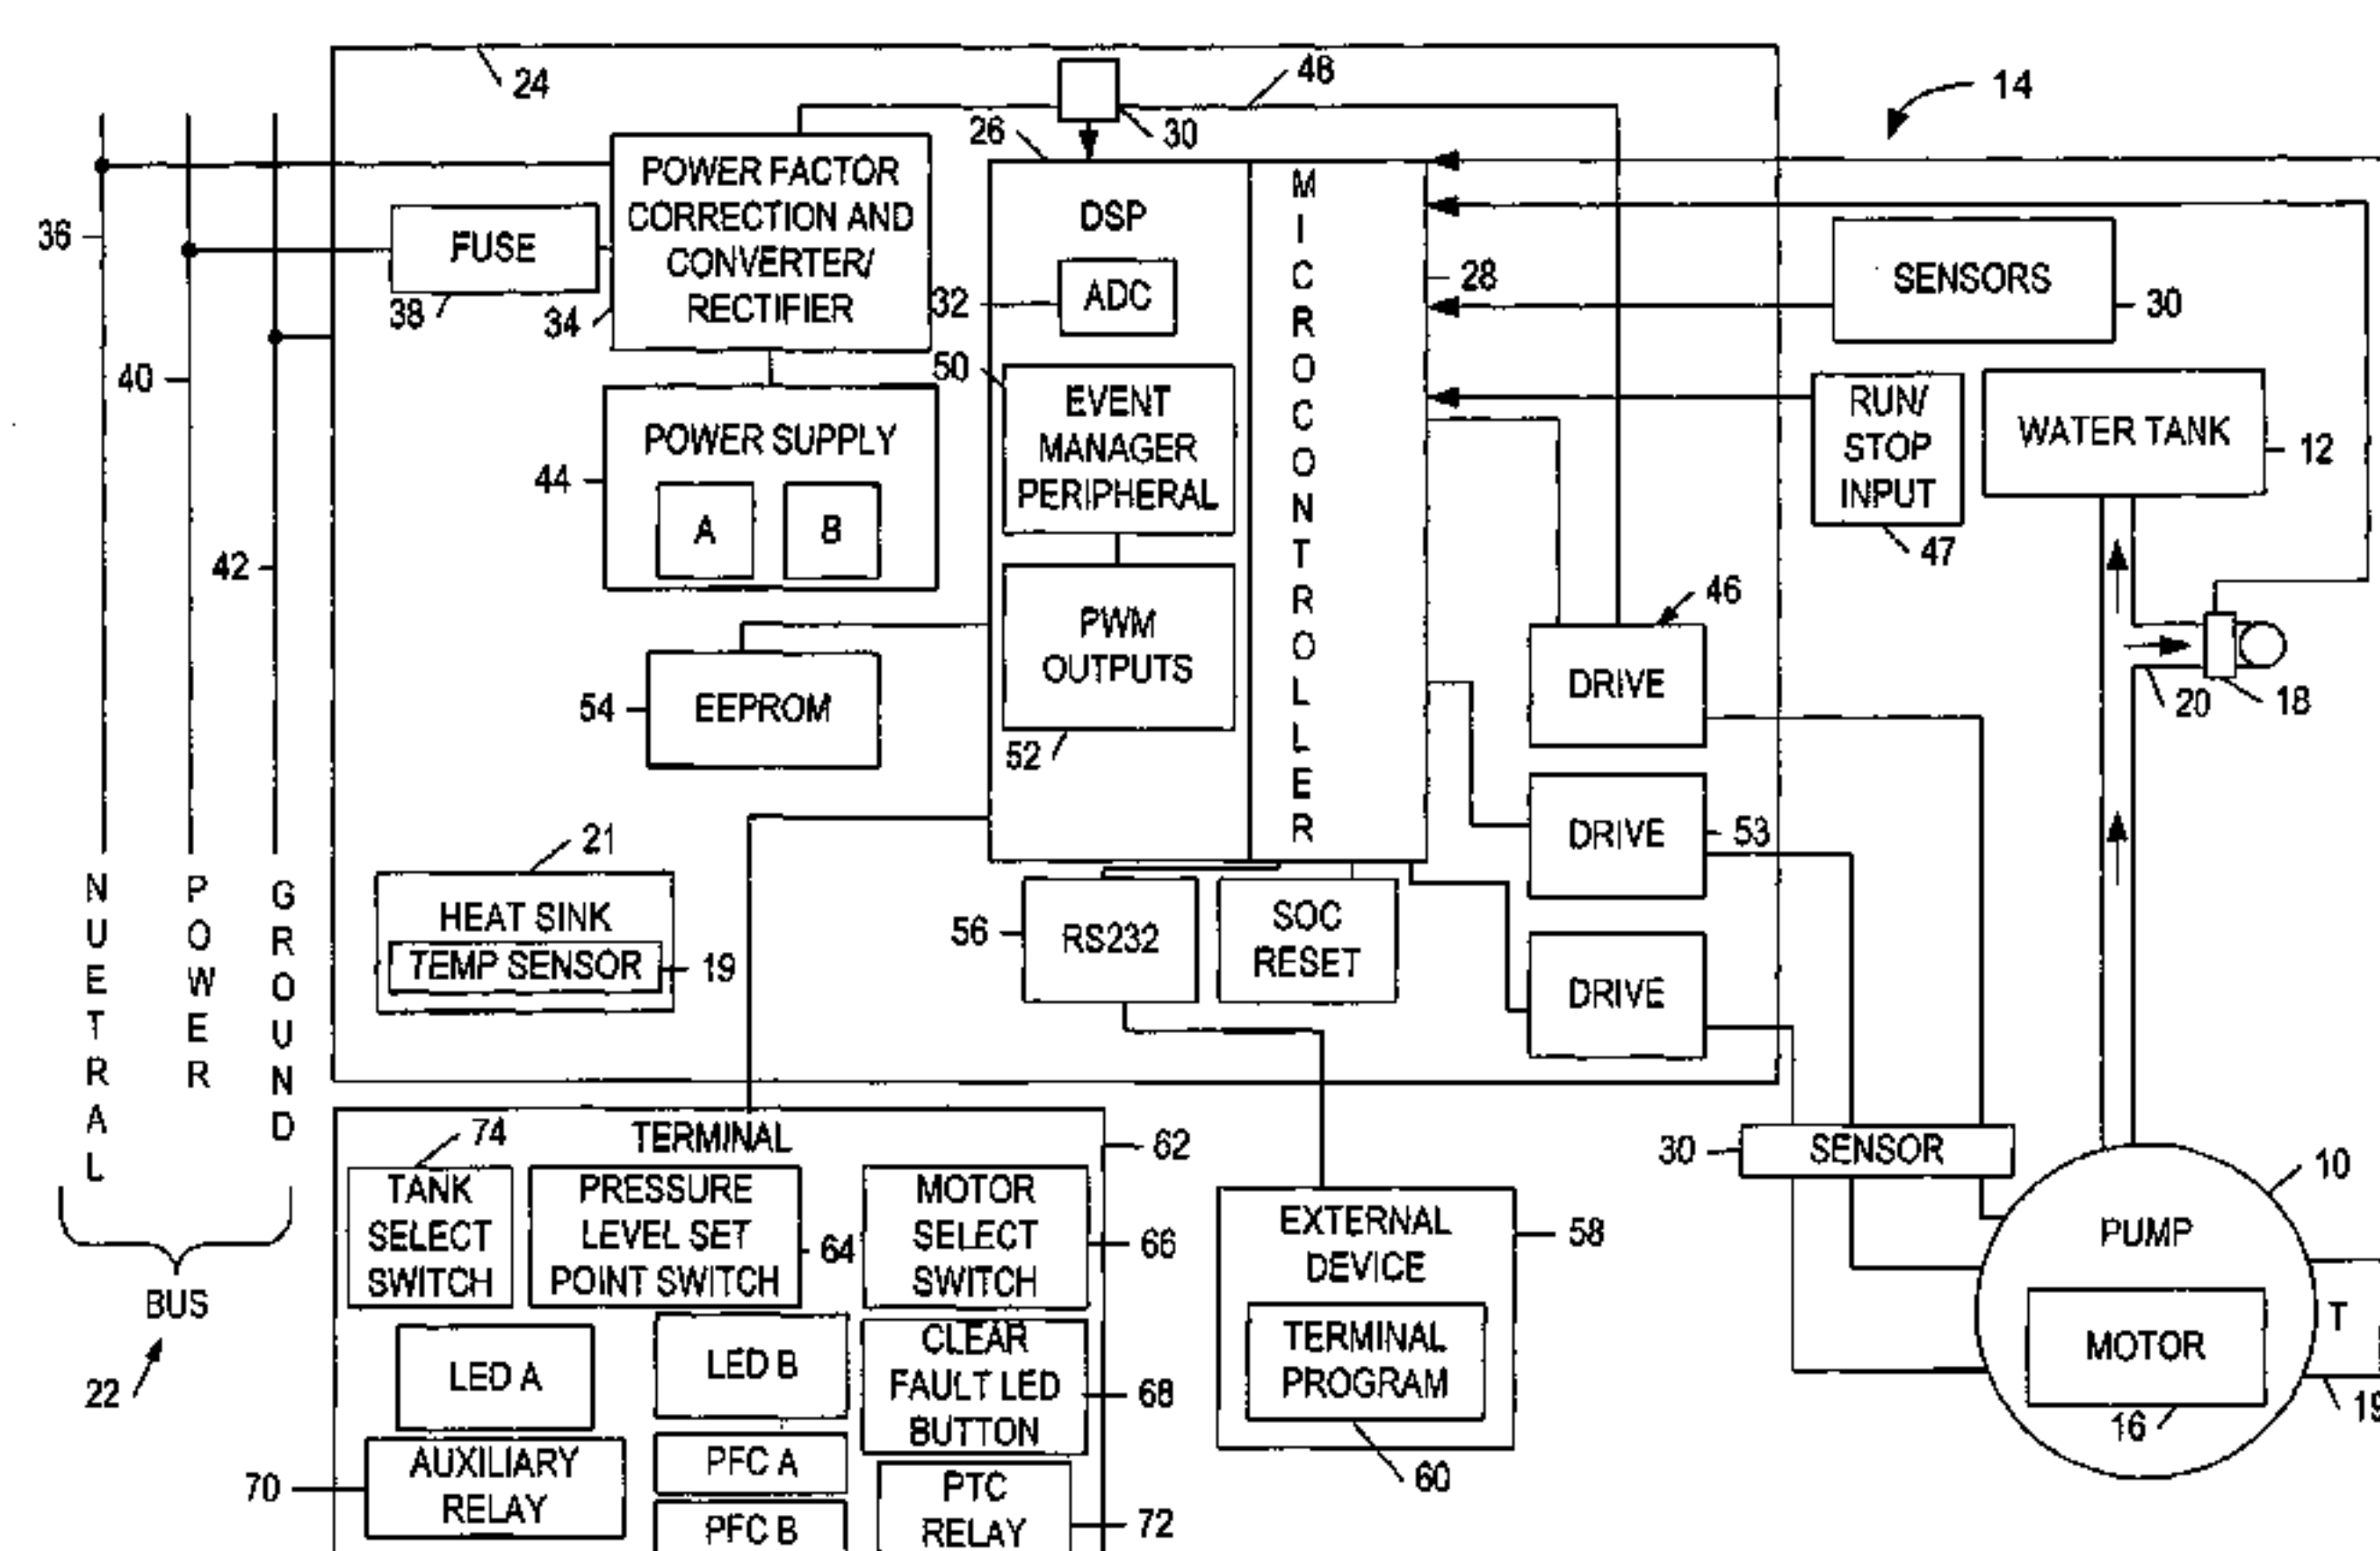 24
48
14
30
26
POWER FACTOR
CORRECTION AND
CONVERTER/
RECTIFIER
34
36
FUSE
38
DSP
32
ADC
MICROCONTROLLER
28
SENSORS
30
40
50
EVENT
MANAGER
PERIPHERAL
RUN/
STOP
INPUT
47
WATER TANK
12
POWER SUPPLY
44
A
B
42
PWM
OUTPUTS
52
46
DRIVE
20
18
54
EEPROM
DRIVE
53
21
HEAT SINK
TEMP SENSOR
19
56
RS232
SOC
RESET
DRIVE
NUETRAL
POWER
GROUND
BUS
22
TERMINAL
62
74
TANK
SELECT
SWITCH
PRESSURE
LEVEL SET
POINT SWITCH
64
MOTOR
SELECT
SWITCH
66
LED A
LED B
CLEAR
FAULT LED
BUTTON
68
70
AUXILIARY
RELAY
PFC A
PFC B
PTC
RELAY
72
EXTERNAL
DEVICE
58
TERMINAL
PROGRAM
60
30
SENSOR
10
PUMP
MOTOR
16
T
19